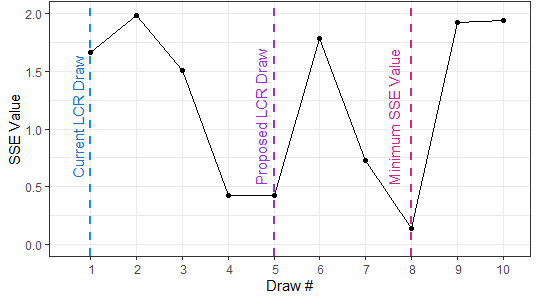 2.0
1.5
1.0
0.5
0.0
SSE Value
Current LCR Draw
Proposed LCR Draw
Minimum SSE Value
1 2 3 4 5 6 7 8 9 10
Draw #